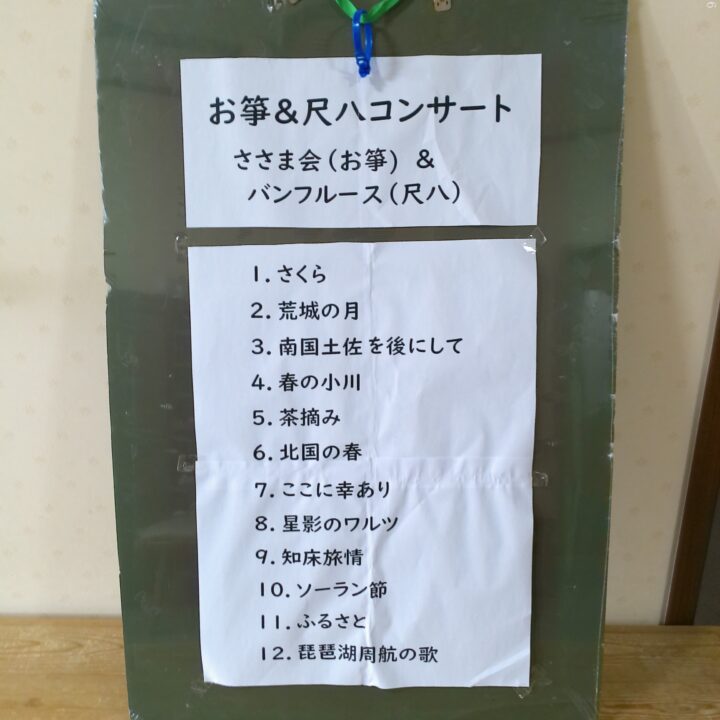 お箏&尺八コンサート
ささま会(お箏) &
バンフルース(尺八)
1. さくら
2. 荒城の月
3. 南国土佐を後にして
4. 春の小川
5. 茶摘み
6. 北国の春
7. ここに幸あり
8. 星影のワルツ
9. 知床旅情
10. ソーラン節
11. ふるさと
12. 琵琶湖周航の歌